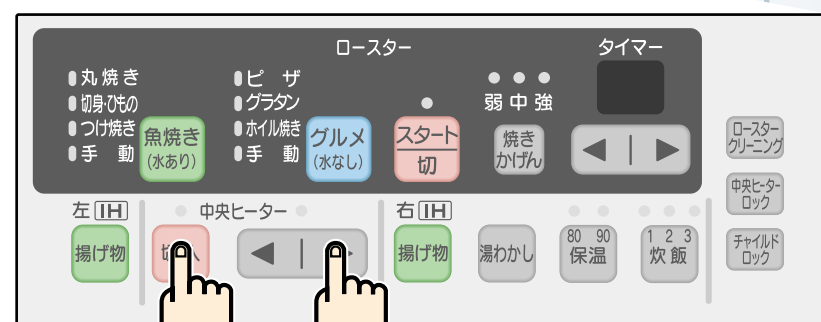 ロースター
タイマー
丸焼き
切身・ひもの
つけ焼き
手 動
魚焼き
(水あり)
ピ ザ
グラタン
ホイル焼き
手 動
グルメ
(水なし)
スタート
切
弱 中 強
焼き
かげん
◀ | ▶
ロースター
クリーニング
中央ヒーター
ロック
チャイルド
ロック
左 IH
揚げ物
中央ヒーター
◀ |
右 IH
揚げ物
湯わかし
80 90
保温
1 2 3
炊飯